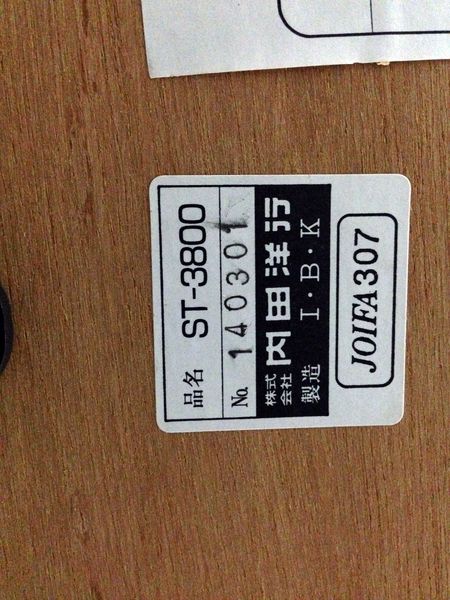 品名 ST-3800
No. 140301
株式会社 内田洋行
製造 I・B・K
JOIFA307